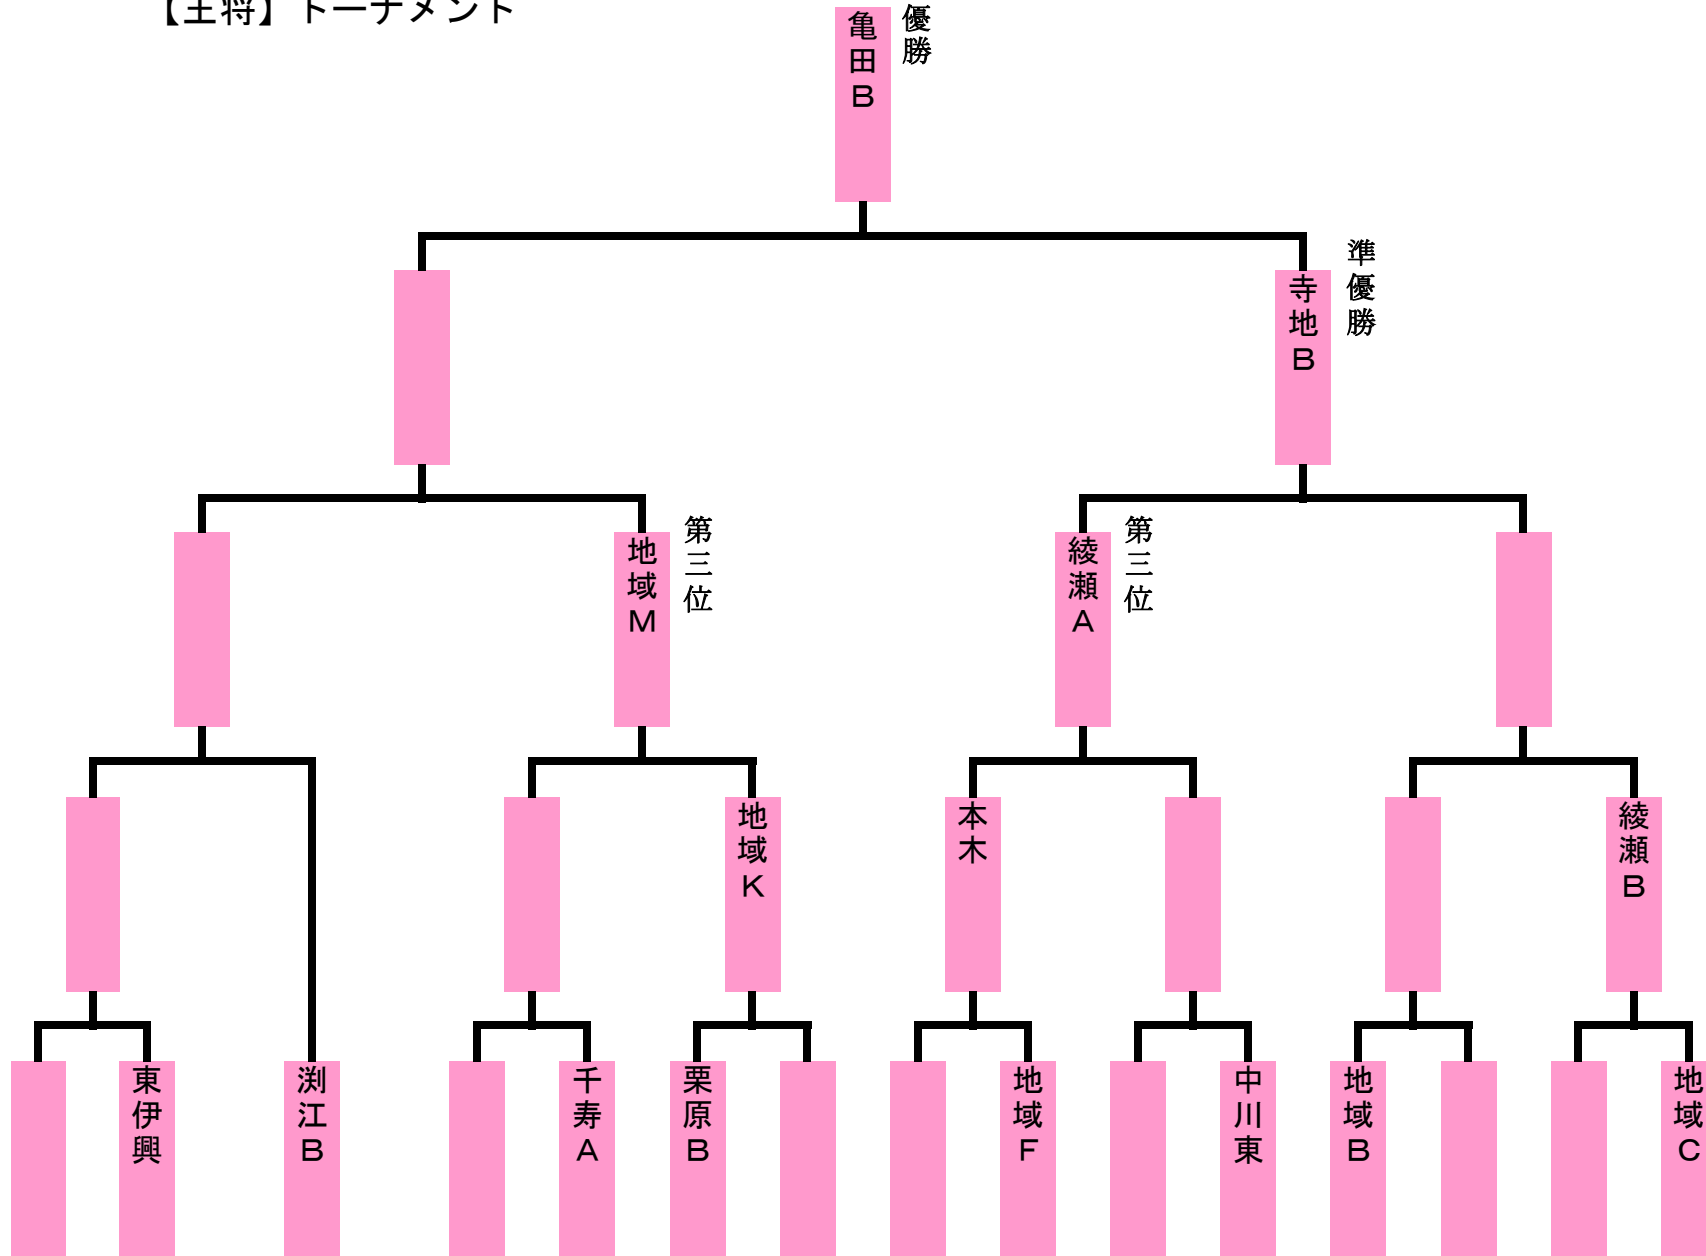 【王将】トーナメント
亀田B
優勝
寺地B
準優勝
地域M
第三位
綾瀬A
第三位
地域K
本木
綾瀬B
東伊興
渕江B
千寿A
栗原B
地域F
中川東
地域B
地域C